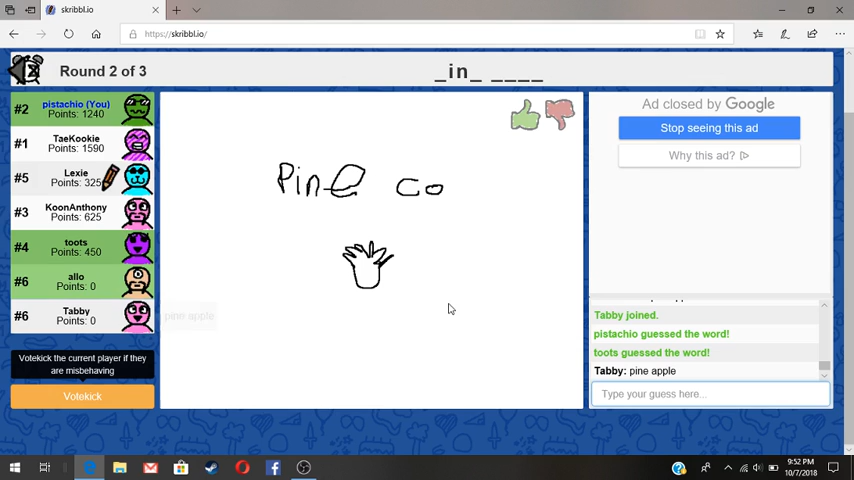 skribbl.io
https://skribbl.io/
Round 2 of 3
_in_ ____
#2
pistachio (You)
Points: 1240
#1
TaeKookie
Points: 1590
#5
Lexie
Points: 325
#3
KoonAnthony
Points: 625
#4
toots
Points: 450
#6
allo
Points: 0
#6
Tabby
Points: 0
Votekick the current player if they
are misbehaving
Votekick
Pine co
pine apple
Ad closed by Google
Stop seeing this ad
Why this ad?
Tabby joined.
pistachio guessed the word!
toots guessed the word!
Tabby: pine apple
Type your guess here...
9:52 PM
10/7/2018